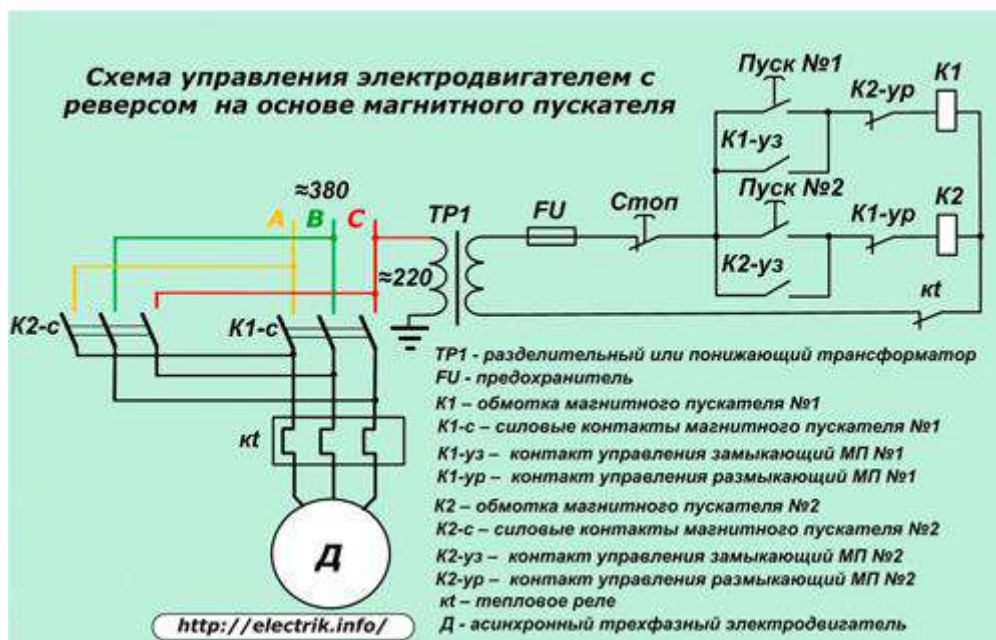 Схема управления электродвигателем с
реверсом на основе магнитного пускателя
Пуск №1
К2-ур
К1
К1-уз
≈380
А
В
С
ТР1
FU
Стоп
Пуск №2
К1-ур
К2
≈220
К2-уз
кt
К2-с
К1-с
ТР1 - разделительный или понижающий трансформатор
FU - предохранитель
К1 – обмотка магнитного пускателя №1
К1-с – силовые контакты магнитного пускателя №1
кt
К1-уз – контакт управления замыкающий МП №1
К1-ур – контакт управления размыкающий МП №1
К2 – обмотка магнитного пускателя №2
К2-с – силовые контакты магнитного пускателя №2
Д
К2-уз – контакт управления замыкающий МП №2
К2-ур – контакт управления размыкающий МП №2
кt – тепловое реле
Д - асинхронный трехфазный электродвигатель
http://electrik.info/